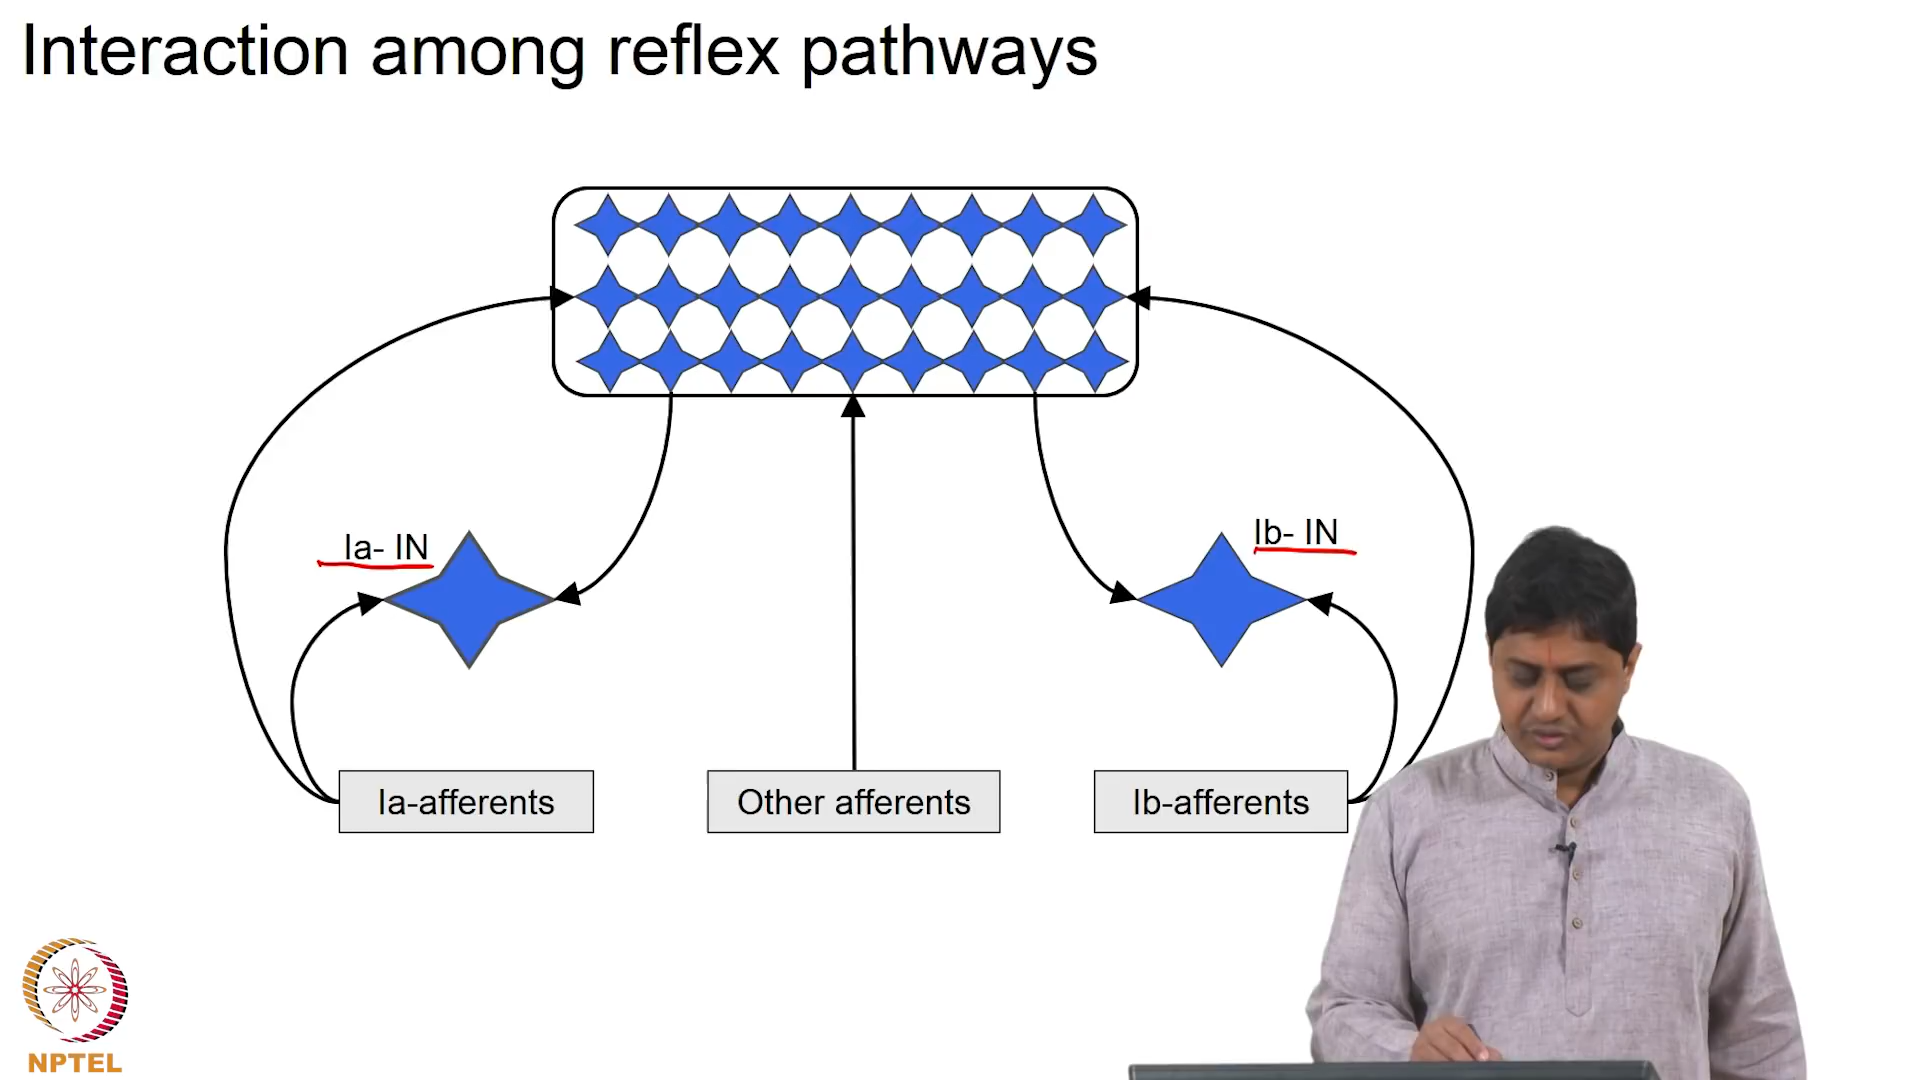 Interaction among reflex pathways
Ia- IN
Ib- IN
Ia-afferents
Other afferents
Ib-afferents
NPTEL